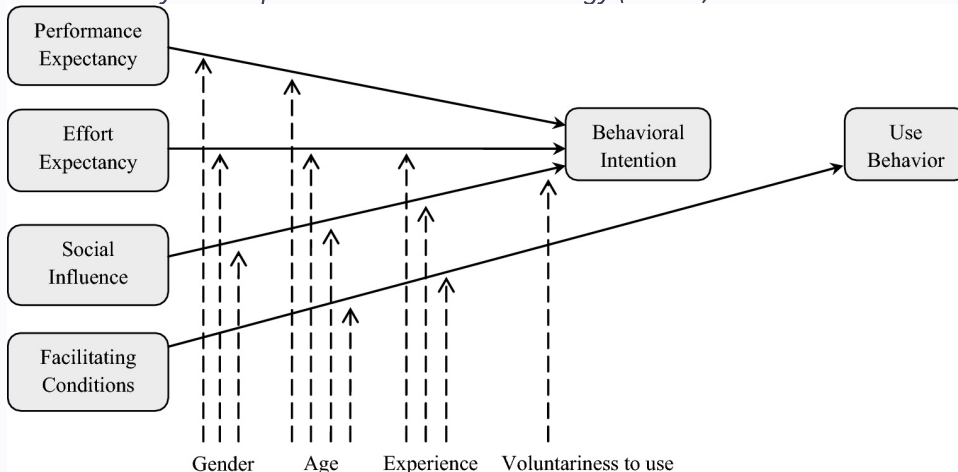 Performance
Expectancy
Effort
Expectancy
Behavioral
Intention
Use
Behavior
Social
Influence
Facilitating
Conditions
Gender Age Experience Voluntariness to use